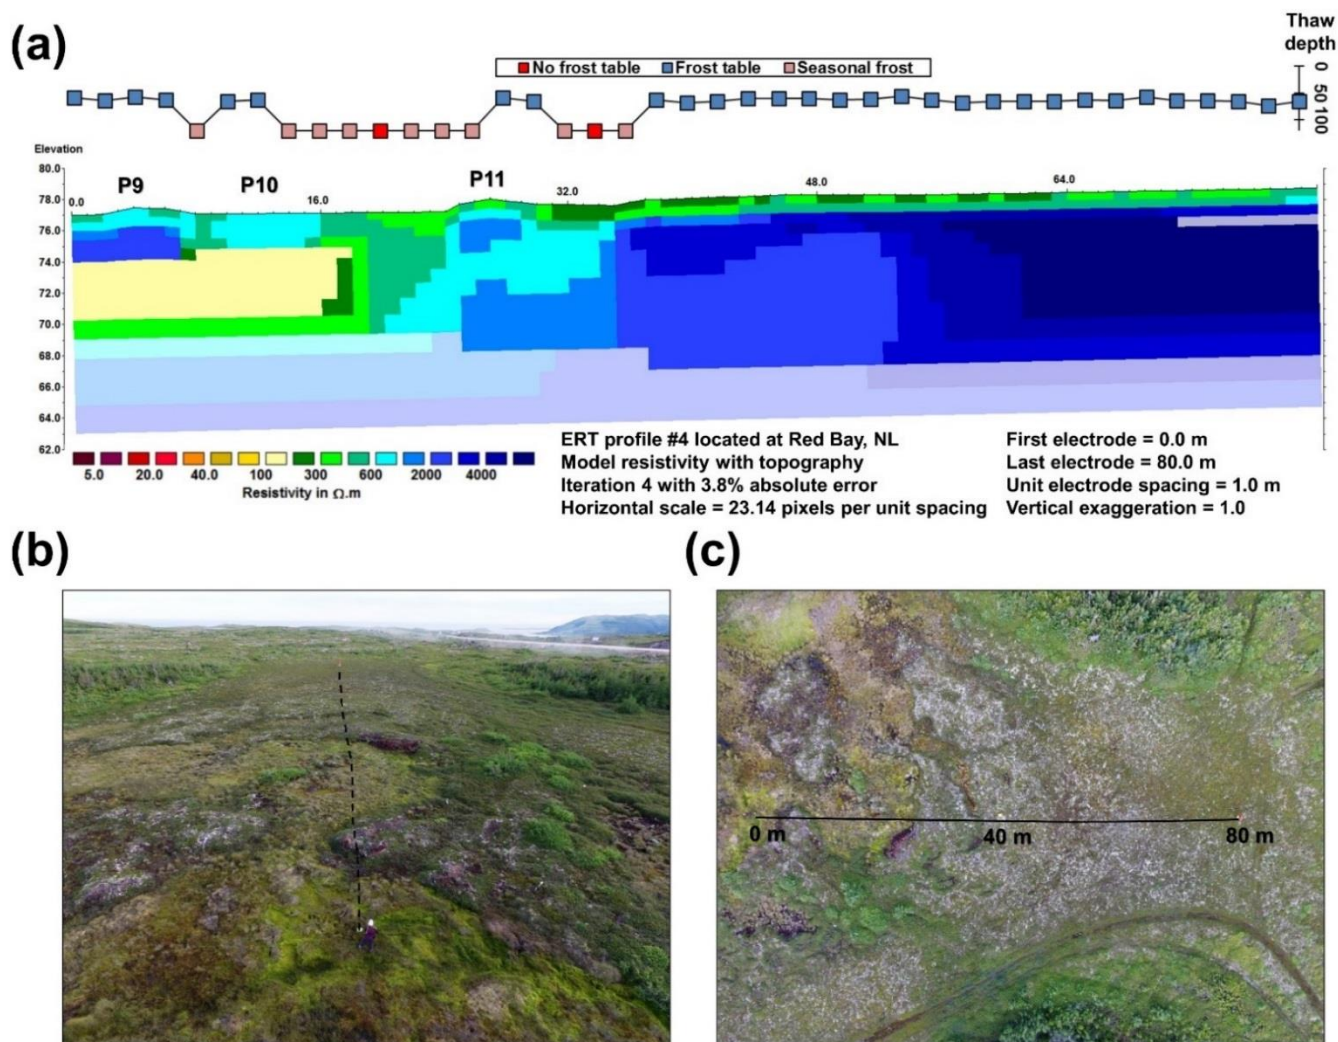 (a)
Thaw
depth
No frost table Frost table Seasonal frost
0
50
100
Elevation
80.0
78.0
76.0
74.0
72.0
70.0
68.0
66.0
64.0
62.0
P9 P10 P11
0.0 16.0 32.0 48.0 64.0
5.0 20.0 40.0 100 300 600 2000 4000
Resistivity in Ω.m
ERT profile #4 located at Red Bay, NL
Model resistivity with topography
Iteration 4 with 3.8% absolute error
Horizontal scale = 23.14 pixels per unit spacing
First electrode = 0.0 m
Last electrode = 80.0 m
Unit electrode spacing = 1.0 m
Vertical exaggeration = 1.0
(b)
(c)
0 m 40 m 80 m